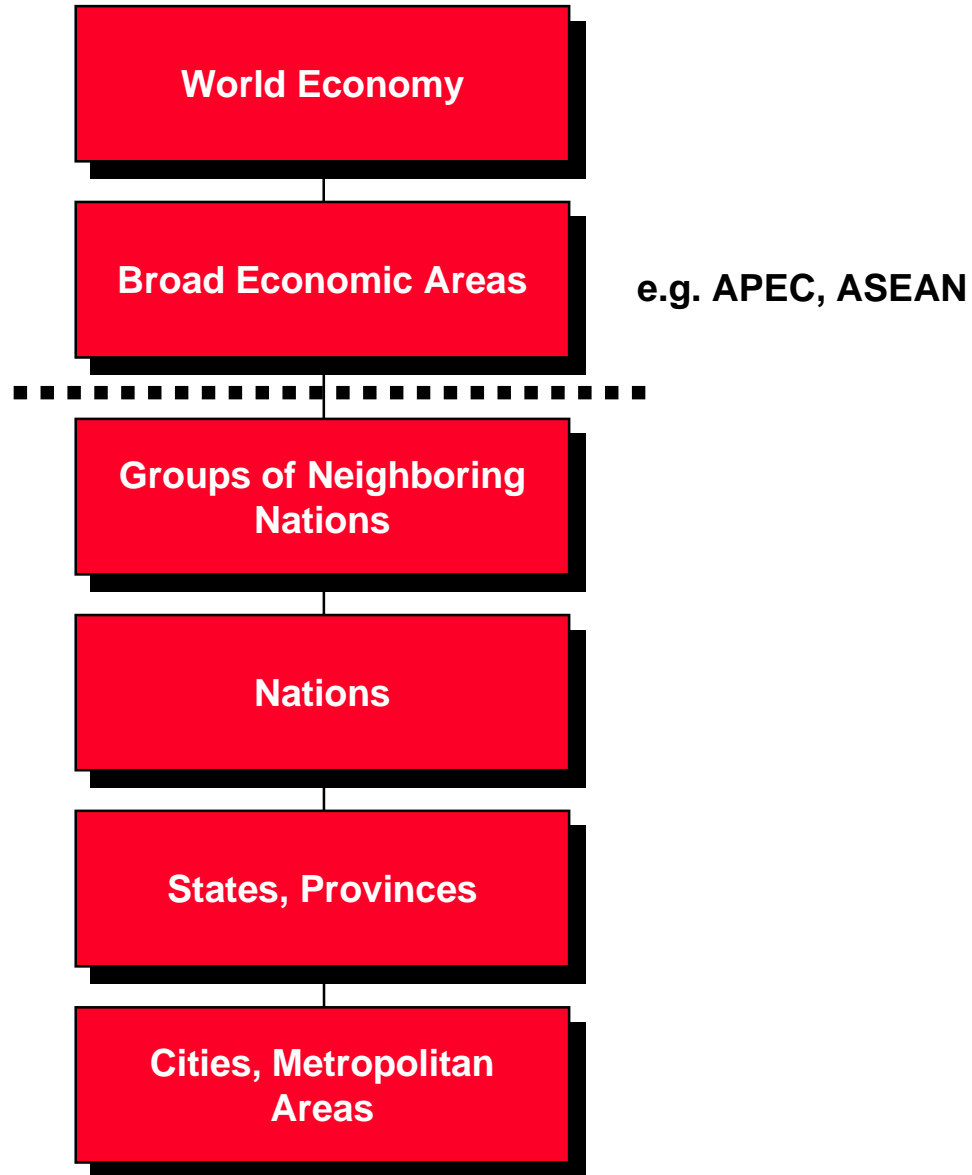 World Economy
Broad Economic Areas
e.g. APEC, ASEAN
Groups of Neighboring
Nations
Nations
States, Provinces
Cities, Metropolitan
Areas